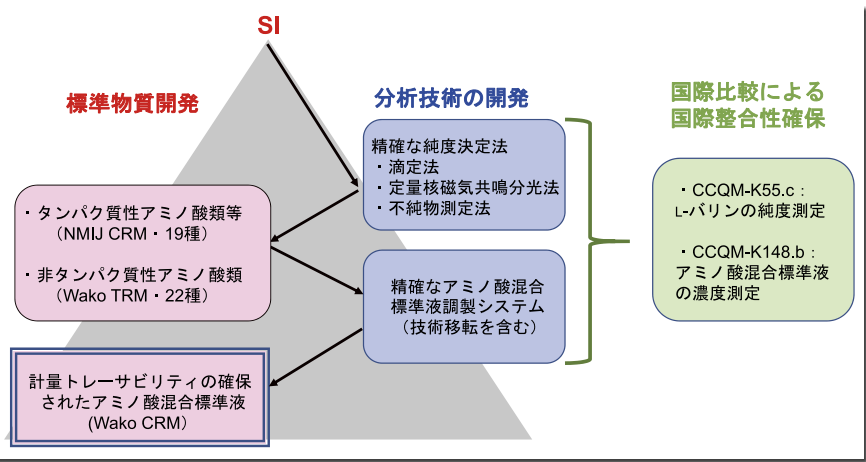 SI
標準物質開発
分析技術の開発
国際比較による
国際整合性確保
精確な純度決定法
・滴定法
・定量核磁気共鳴分光法
・不純物測定法
・タンパク質性アミノ酸類等
（NMIJ CRM・19種）
・非タンパク質性アミノ酸類
（Wako TRM・22種）
精確なアミノ酸混合
標準液調製システム
（技術移転を含む）
計量トレーサビリティの確保
されたアミノ酸混合標準液
(Wako CRM）
・CCQM-K55.c：
L-バリンの純度測定
・CCQM-K148.b：
アミノ酸混合標準液
の濃度測定